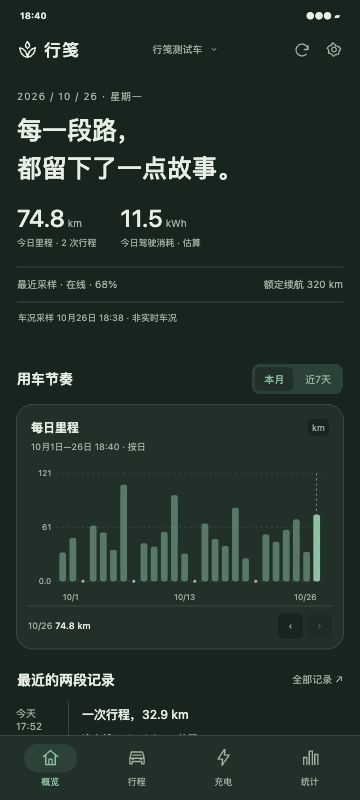 18:40
行笺
行笺测试车
2026 / 10 / 26 · 星期一
每一段路，
都留下了一点故事。
74.8 km
11.5 kWh
今日里程 · 2 次行程
今日驾驶消耗 · 估算
最近采样 · 在线 · 68%
额定续航 320 km
车况采样 10月26日 18:38 · 非实时车况
用车节奏
本月
近7天
每日里程
km
10月1日—26日 18:40 · 按日
121
61
0.0
10/1
10/13
10/26
10/26 74.8 km
最近的两段记录
全部记录 ↗
今天
17:52
一次行程，32.9 km
概览
行程
充电
统计